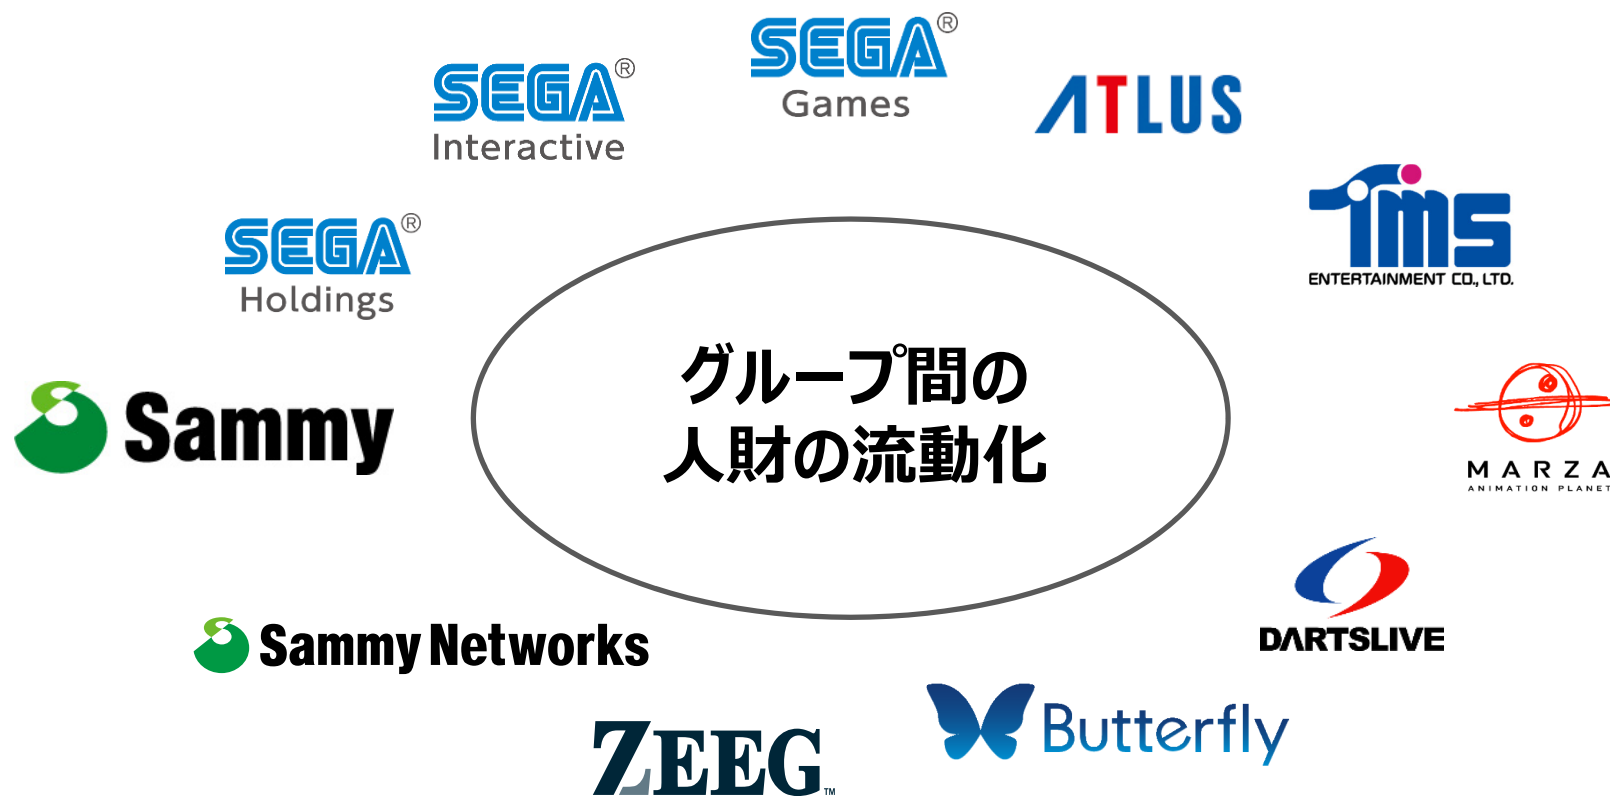 SEGA®
Games
SEGA®
Interactive
ATLUS
TMS
ENTERTAINMENT CO., LTD.
SEGA®
Holdings
グループ間の
人財の流動化
Sammy
MARZA
ANIMATION PLANET
DARTSLIVE
Sammy Networks
Butterfly
ZEEG™